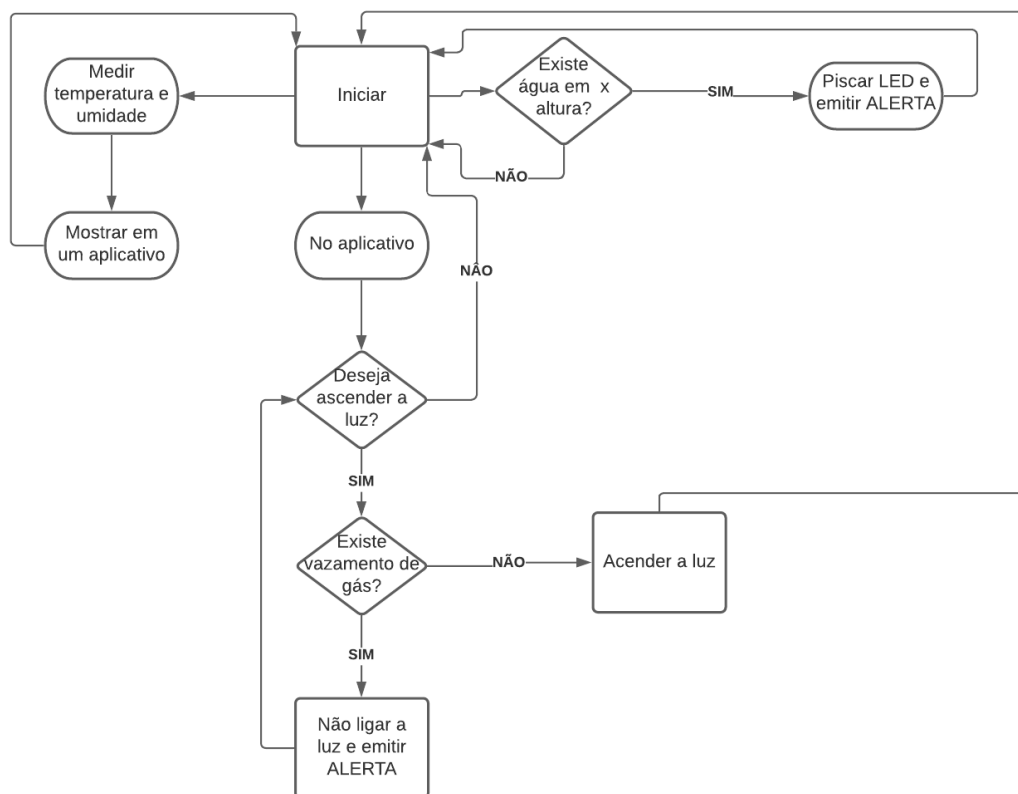 Medir
temperatura e
umidade
Iniciar
Existe
água em x
altura?
SIM
Piscar LED e
emitir ALERTA
NÃO
Mostrar em
um aplicativo
No aplicativo
NÂO
Deseja
ascender a
luz?
SIM
Existe
vazamento de
gás?
NÃO
Acender a luz
SIM
Não ligar a
luz e emitir
ALERTA